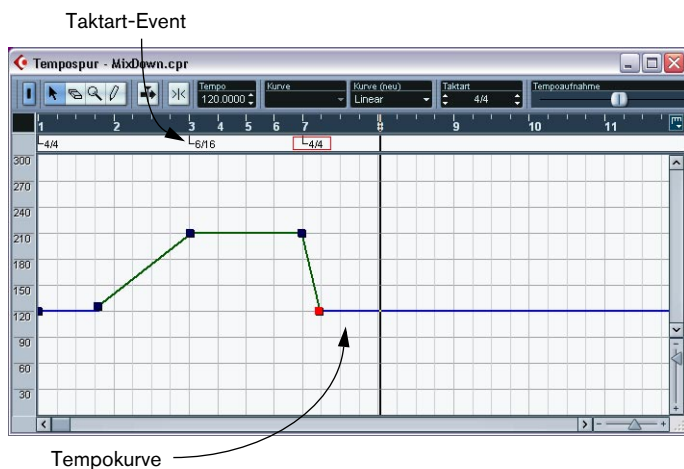 Taktart-Event
Tempospur - MixDown.cpr
Tempo Kurve Kurve (neu) Taktart Tempoaufnahme
120.0000 Linear 4/4
1 2 3 4 5 6 7 8 9 10 11
4/4 6/16 4/4
300
270
240
210
180
150
120
90
60
30
Tempokurve